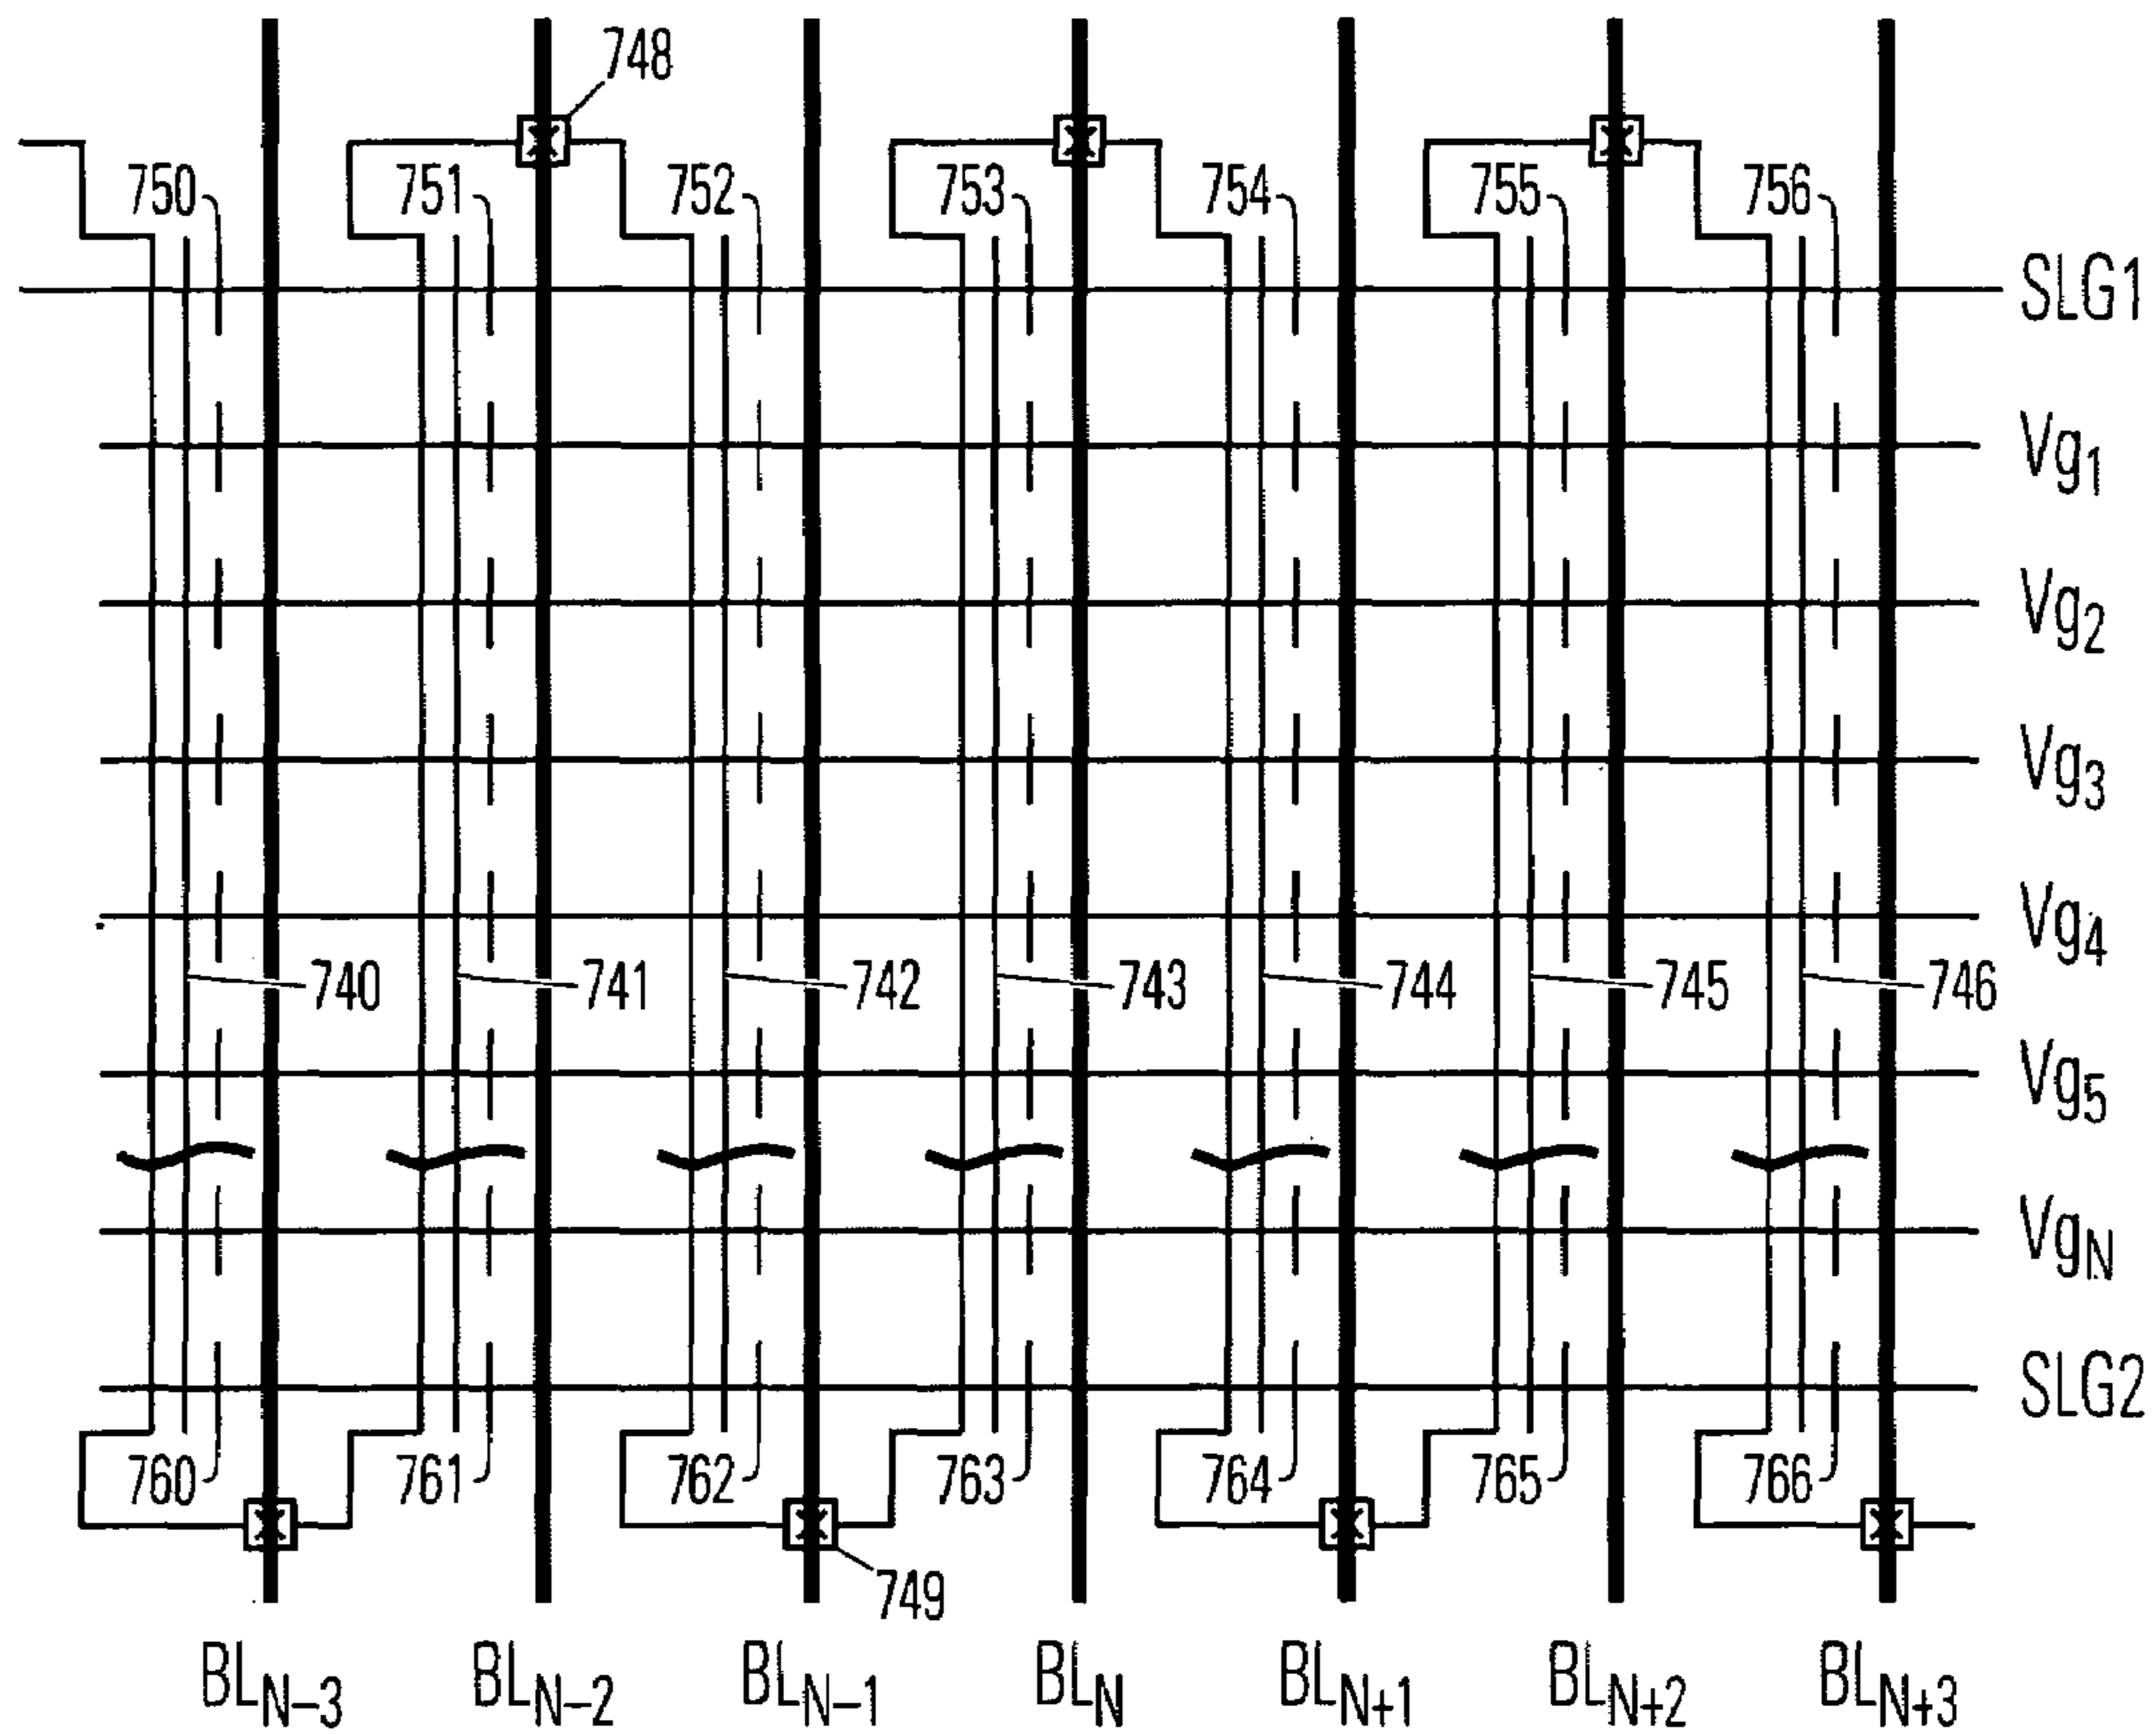 748
750 751 752 753 754 755 756
SLG1
Vg1
Vg2
Vg3
Vg4
740 741 742 743 744 745 746
Vg5
VgN
SLG2
760 761 762 763 764 765 766
749
BLN–3 BLN–2 BLN–1 BLN BLN+1 BLN+2 BLN+3